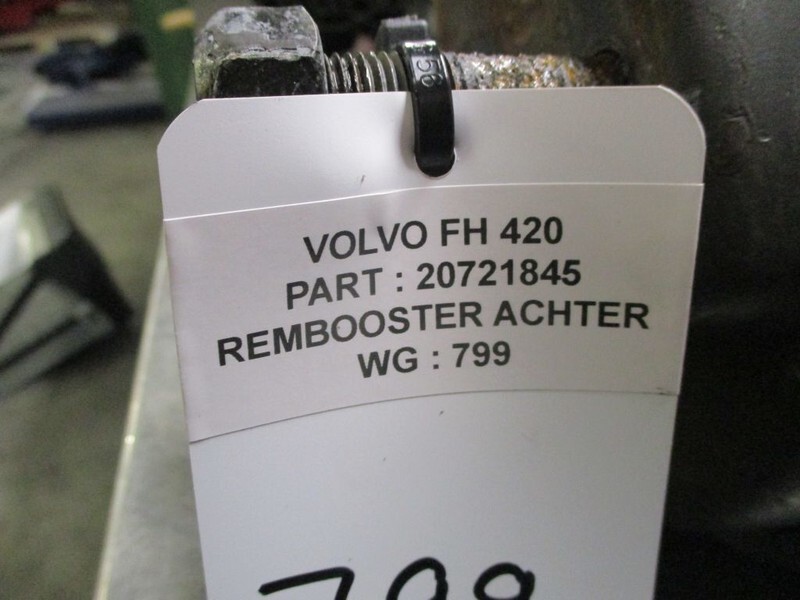 VOLVO FH 420
PART : 20721845
REMBOOSTER ACHTER
WG : 799